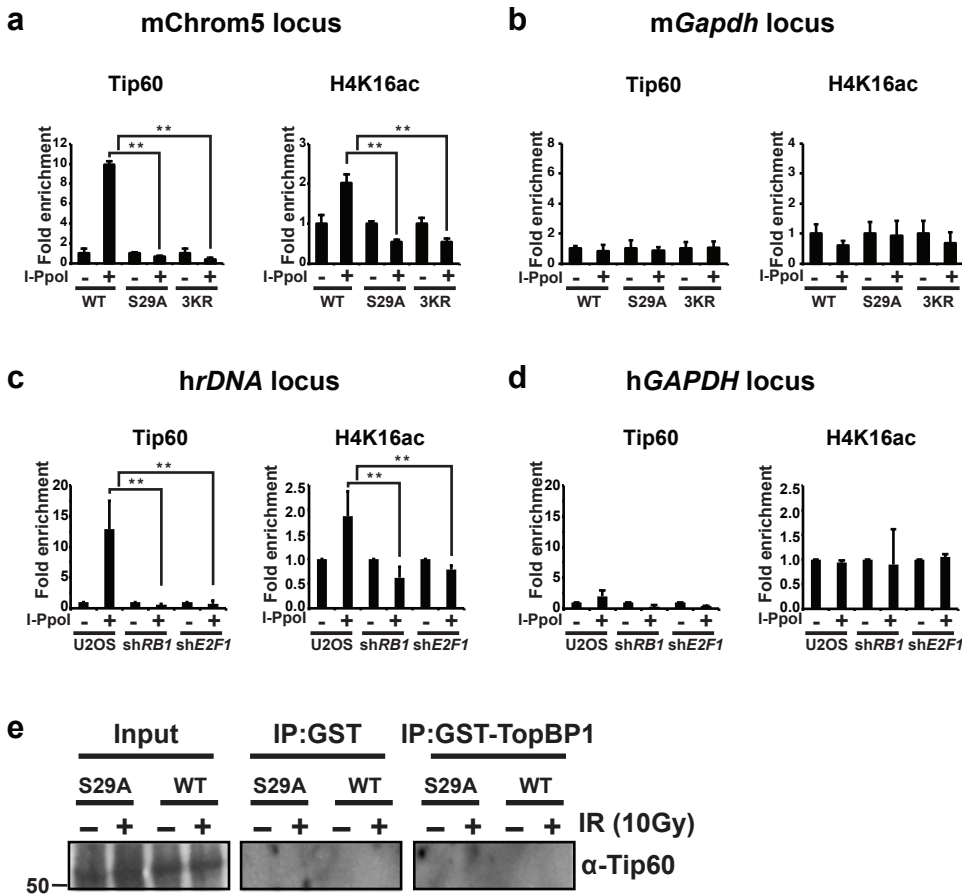 a
mChrom5 locus
Tip60
Fold enrichment
12
10
8
6
4
2
0
**
**
I-PpoI
- + - + - +
WT S29A 3KR
H4K16ac
Fold enrichment
3
2
1
0
**
**
I-PpoI
- + - + - +
WT S29A 3KR
b
mGapdh locus
Tip60
Fold enrichment
8
6
4
2
0
I-PpoI
- + - + - +
WT S29A 3KR
H4K16ac
Fold enrichment
4
3
2
1
0
I-PpoI
- + - + - +
WT S29A 3KR
c
hrDNA locus
Tip60
Fold enrichment
20
15
10
5
0
**
**
I-PpoI
- + - + - +
U2OS shRB1 shE2F1
H4K16ac
Fold enrichment
2.5
2.0
1.5
1.0
0.5
0.0
**
**
I-PpoI
- + - + - +
U2OS shRB1 shE2F1
d
hGAPDH locus
Tip60
Fold enrichment
20
15
10
5
0
I-PpoI
- + - + - +
U2OS shRB1 shE2F1
H4K16ac
Fold enrichment
2.5
2.0
1.5
1.0
0.5
0.0
I-PpoI
- + - + - +
U2OS shRB1 shE2F1
e
Input IP:GST IP:GST-TopBP1
S29A WT S29A WT S29A WT
- + - + - + - + - + - + IR (10Gy)
α-Tip60
50